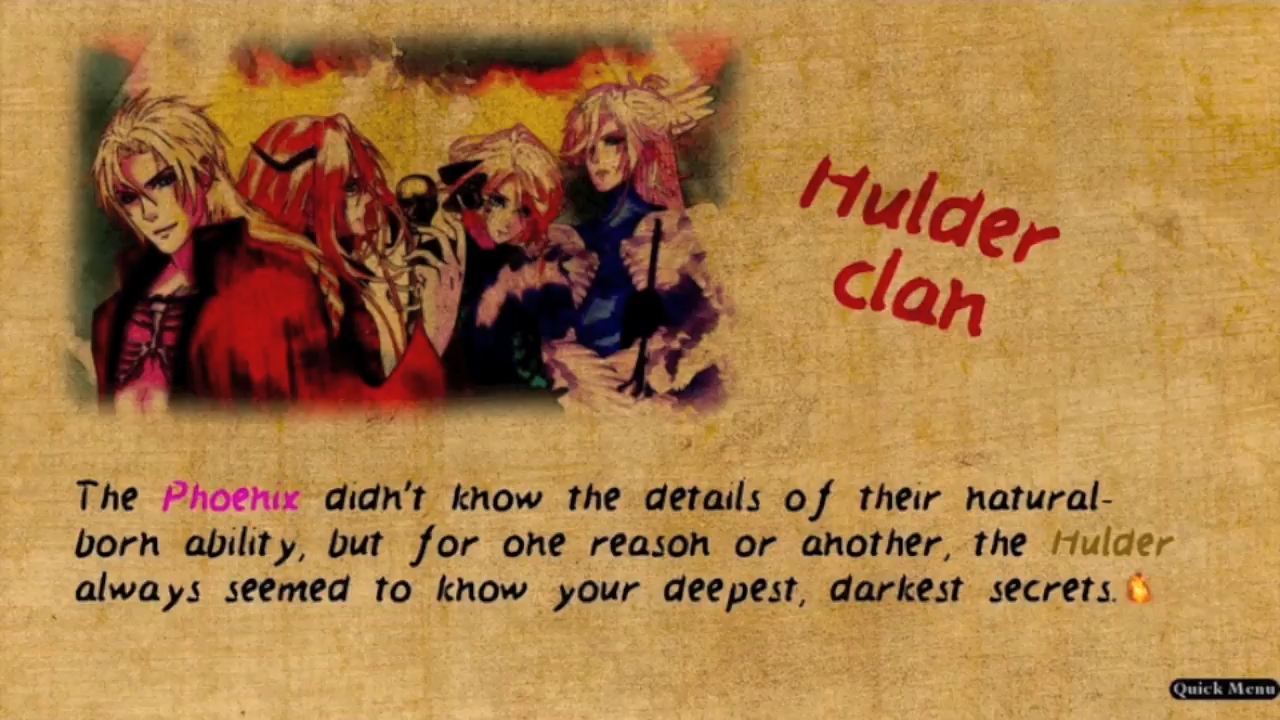 Hulder
clan
The Phoenix didn't know the details of their natural-
born ability, but for one reason or another, the Hulder
always seemed to know your deepest, darkest secrets.
Quick Menu